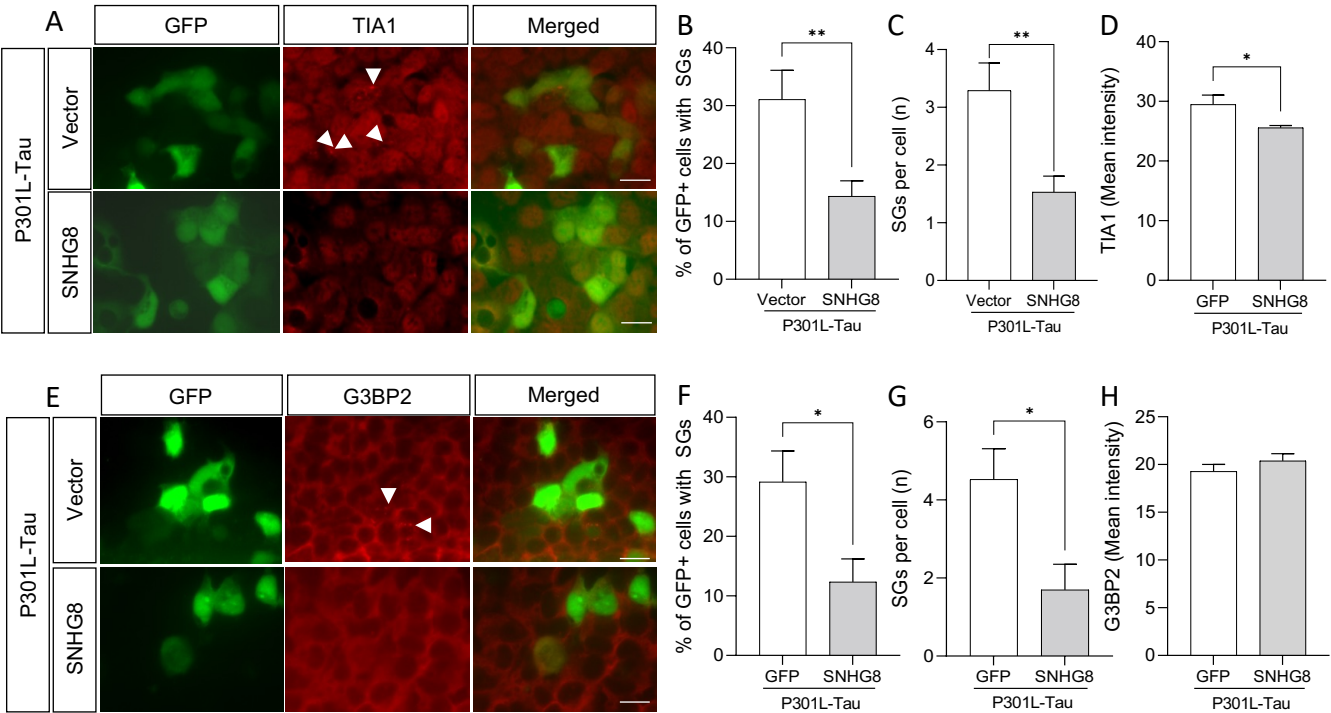 A
GFP
TIA1
Merged
P301L-Tau
Vector
SNHG8
B
% of GFP+ cells with SGs
40
30
20
10
0
**
Vector
SNHG8
P301L-Tau
C
SGs per cell (n)
4
3
2
1
0
**
Vector
SNHG8
P301L-Tau
D
TIA1 (Mean intensity)
40
30
20
10
0
*
GFP
SNHG8
P301L-Tau
E
GFP
G3BP2
Merged
P301L-Tau
Vector
SNHG8
F
% of GFP+ cells with SGs
40
30
20
10
0
*
GFP
SNHG8
P301L-Tau
G
SGs per cell (n)
6
4
2
0
*
GFP
SNHG8
P301L-Tau
H
G3BP2 (Mean intensity)
25
20
15
10
5
0
GFP
SNHG8
P301L-Tau